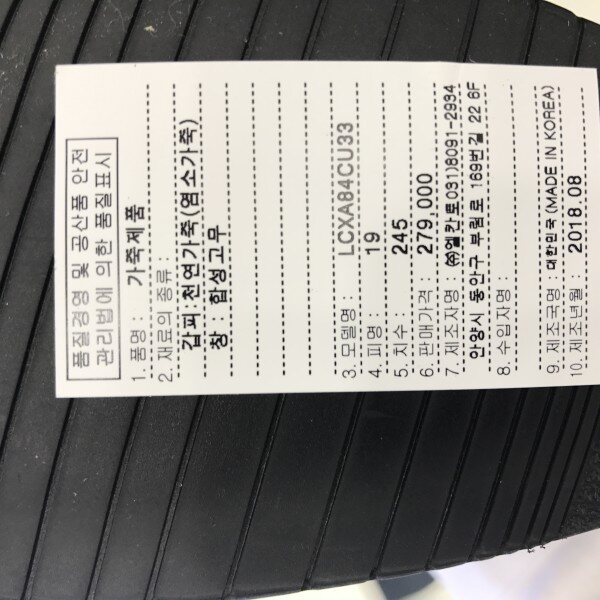 품질경영 및 공산품 안전
관리법에 의한 품질표시
1. 품명 : 가죽제품
2. 재료의 종류 :
갑피:천연가죽(염소가죽)
창 : 합성고무
3. 모델명 : LCXA84CU33
4. 피명 : 19
5. 치수 : 245
6. 판매가격 : 279,000
7. 제조자명 : ㈜엘칸토031)8091-2934
안양시 동안구 부림로 169번길 22 6F
8. 수입자명 :
9. 제조국명 : 대한민국 (MADE IN KOREA)
10. 제조년월 : 2018.08